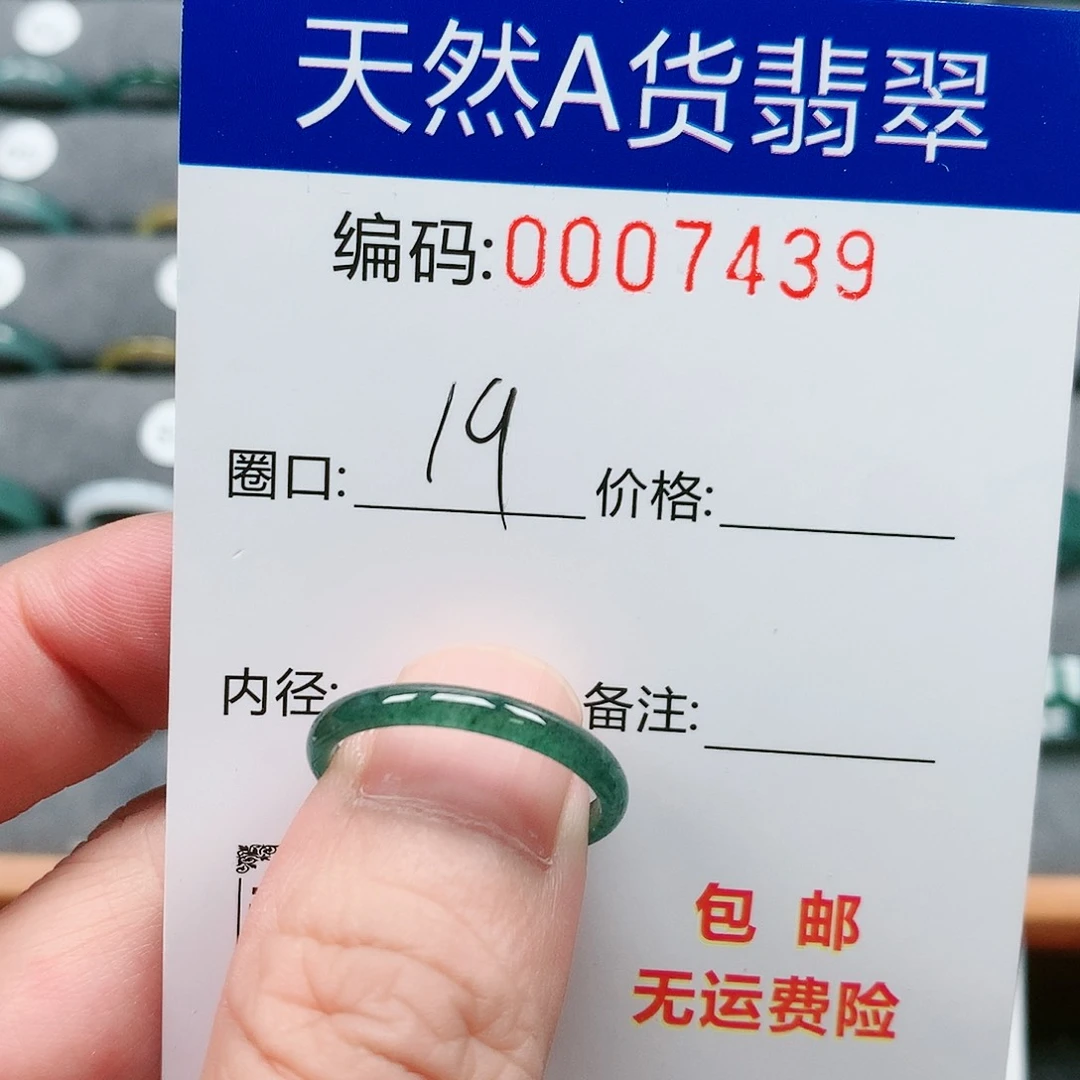 天然A货翡翠
编码:0007439
圈口: 19 价格:
内径: 备注:
包 邮
无运费险